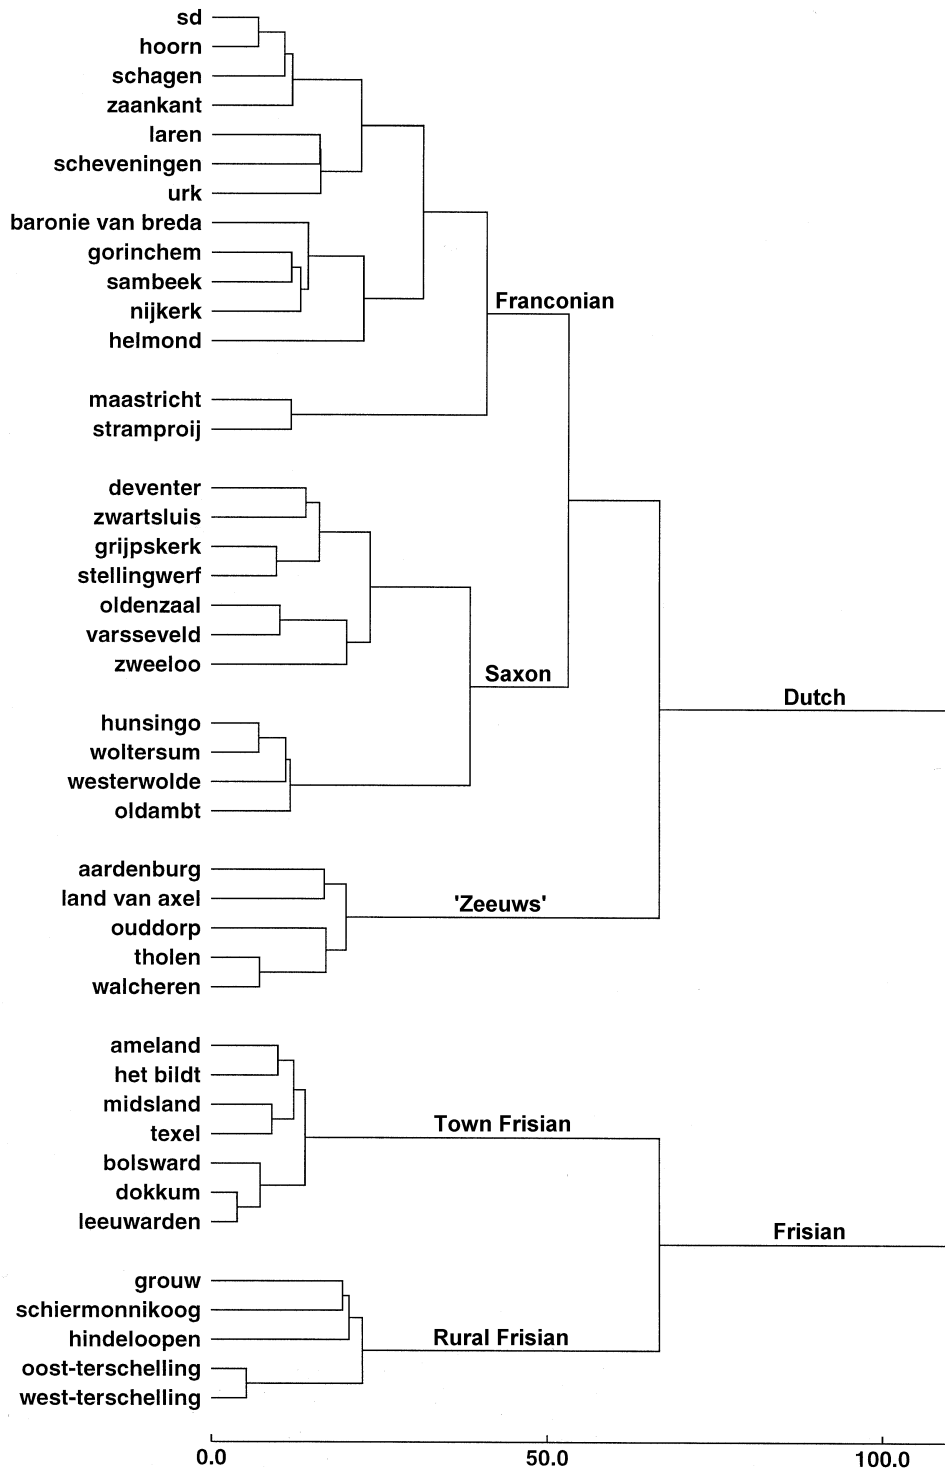 sd
hoorn
schagen
zaankant
laren
scheveningen
urk
baronie van breda
gorinchem
sambeek
nijkerk
helmond
Franconian
maastricht
stramproij
deventer
zwartsluis
grijpskerk
stellingwerf
oldenzaal
varsseveld
zweeloo
Saxon
Dutch
hunsingo
woltersum
westerwolde
oldambt
aardenburg
land van axel
'Zeeuws'
ouddorp
tholen
walcheren
ameland
het bildt
midsland
Town Frisian
texel
bolsward
dokkum
leeuwarden
Frisian
grouw
schiermonnikoog
hindeloopen
Rural Frisian
oost-terschelling
west-terschelling
0.0 50.0 100.0